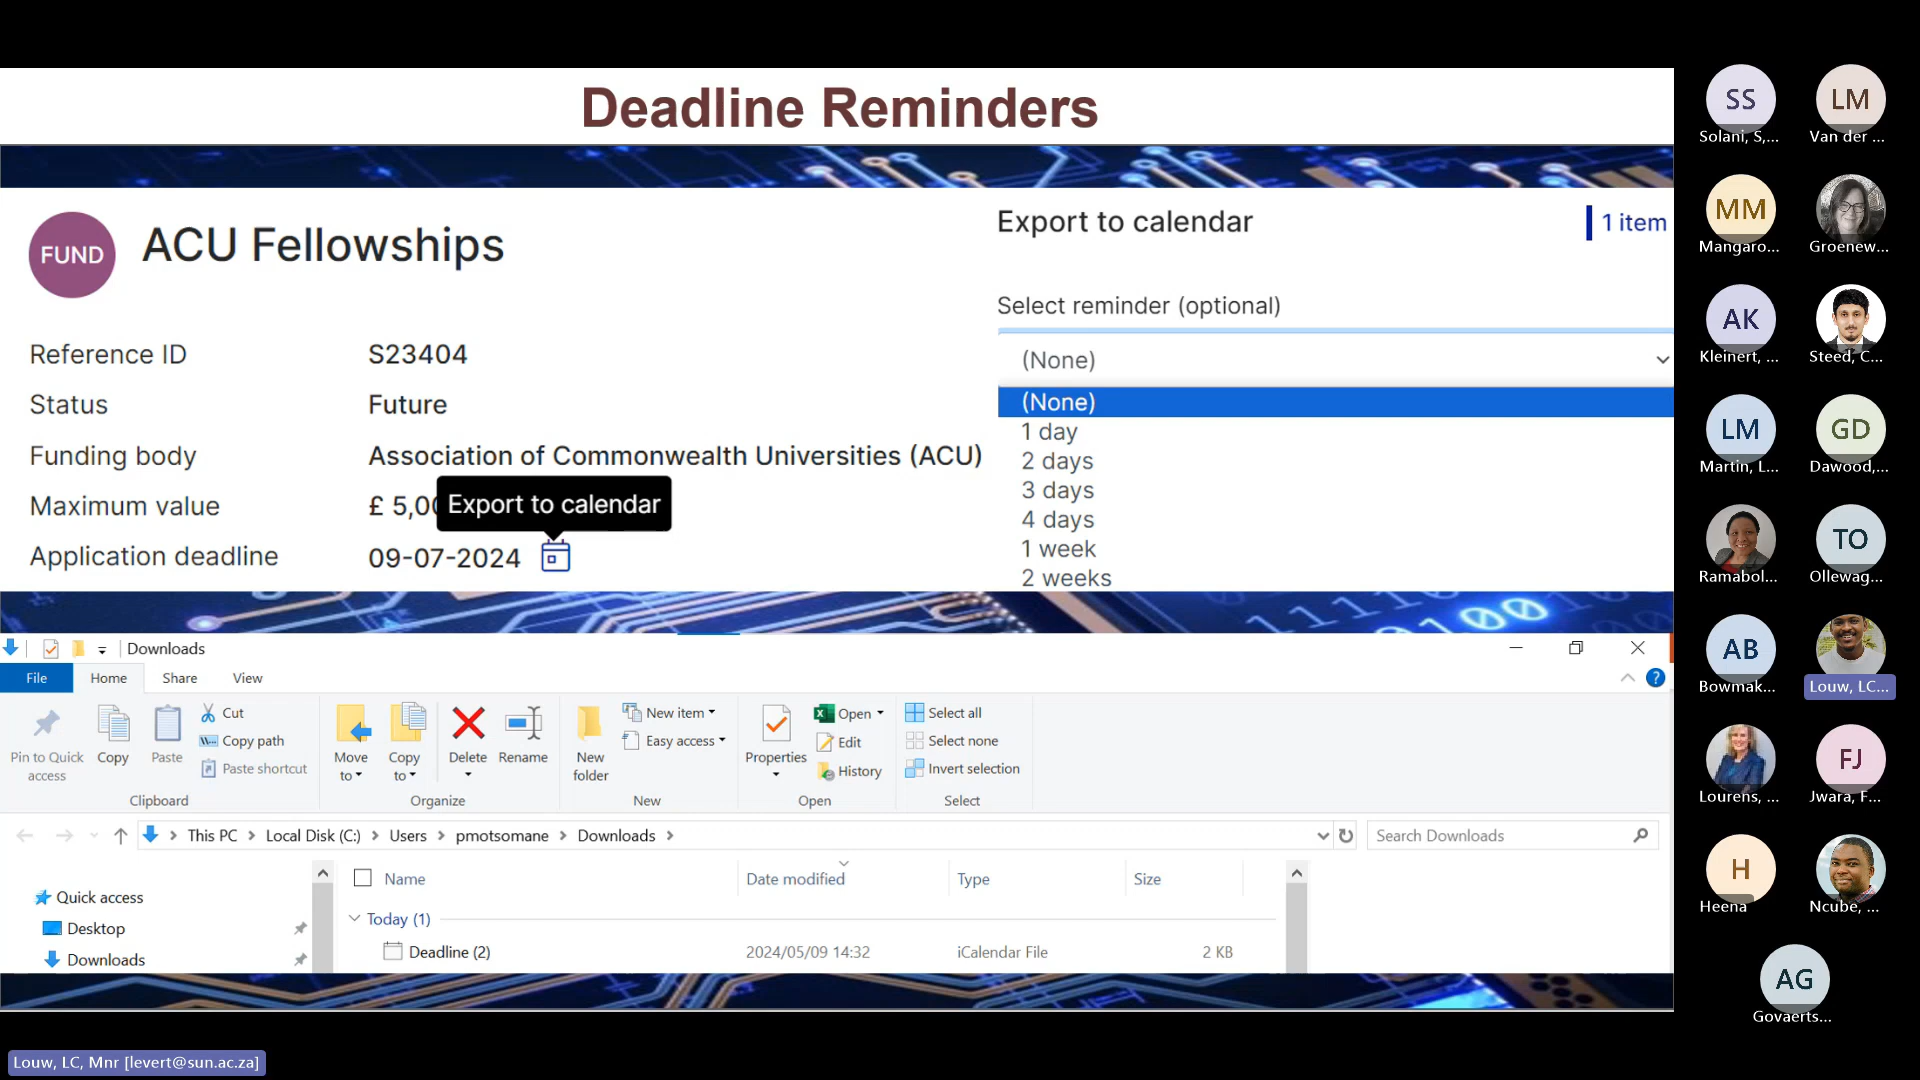 Deadline Reminders
FUND
ACU Fellowships
Reference ID S23404
Status Future
Funding body Association of Commonwealth Universities (ACU)
Maximum value £ 5,00
Export to calendar
Application deadline 09-07-2024
Export to calendar
1 item
Select reminder (optional)
(None)
(None)
1 day
2 days
3 days
4 days
1 week
2 weeks
Downloads
File Home Share View
Pin to Quick access
Copy
Paste
Cut
Copy path
Paste shortcut
Clipboard
Move to
Copy to
Delete
Rename
Organize
New folder
New item
Easy access
New
Properties
Open
Edit
History
Open
Select all
Select none
Invert selection
Select
This PC > Local Disk (C:) > Users > pmotsomane > Downloads >
Search Downloads
Quick access
Desktop
Downloads
Name Date modified Type Size
Today (1)
Deadline (2) 2024/05/09 14:32 iCalendar File 2 KB
SS LM
Solani, S,... Van der ...
MM
Mangaro... Groenew...
AK
Kleinert, ... Steed, C...
LM GD
Martin, L... Dawood,...
TO
Ramabol... Ollewag...
AB
Bowmak... Louw, LC...
FJ
Lourens, ... Jwara, F...
H
Heena Ncube, ...
AG
Govaerts...
Louw, LC, Mnr [levert@sun.ac.za]